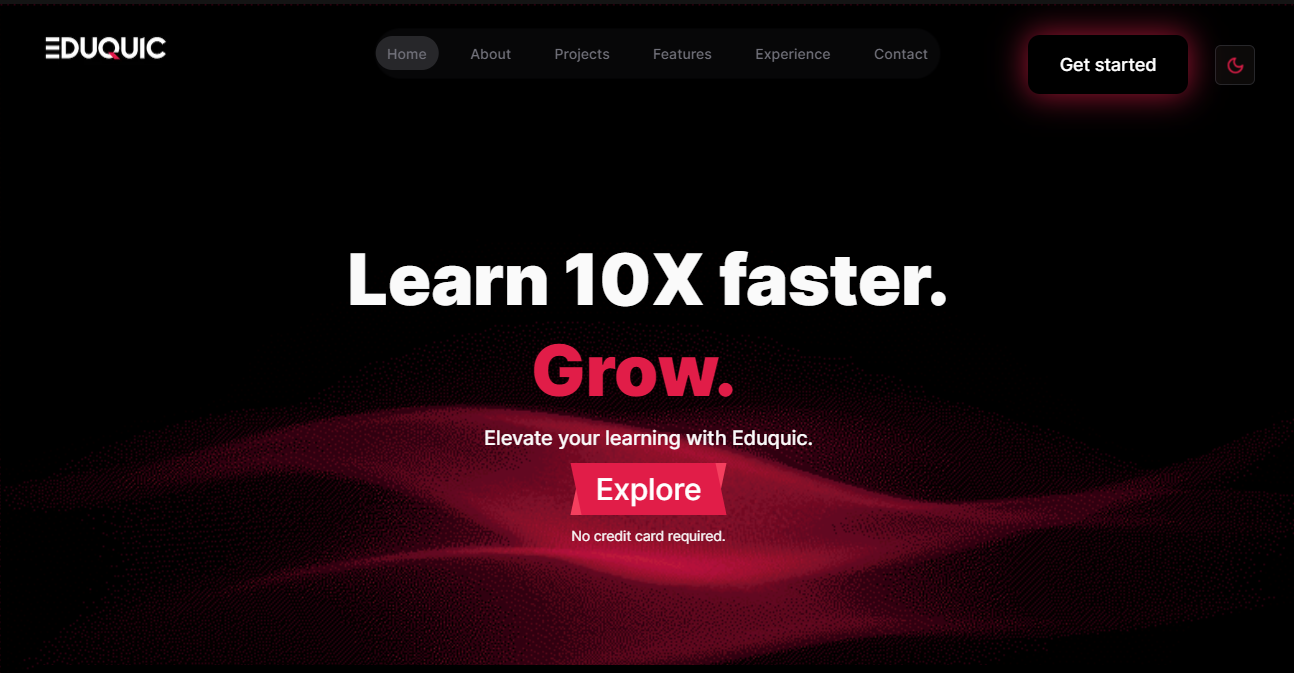 EDUQUIC
Home About Projects Features Experience Contact
Get started
Learn 10X faster.
Grow.
Elevate your learning with Eduquic.
Explore
No credit card required.